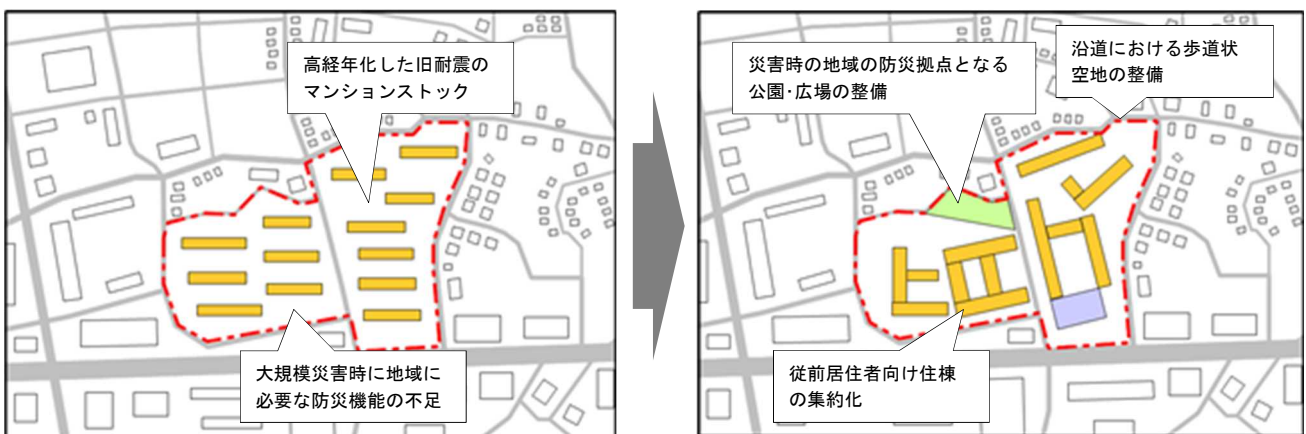 高経年化した旧耐震の
マンションストック
大規模災害時に地域に
必要な防災機能の不足
災害時の地域の防災拠点となる
公園・広場の整備
沿道における歩道状
空地の整備
従前居住者向け住棟
の集約化